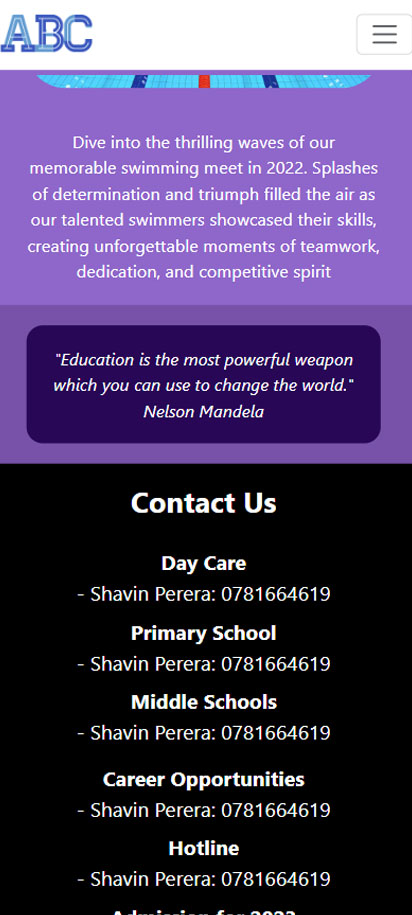 ABC
Dive into the thrilling waves of our
memorable swimming meet in 2022. Splashes
of determination and triumph filled the air as
our talented swimmers showcased their skills,
creating unforgettable moments of teamwork,
dedication, and competitive spirit
"Education is the most powerful weapon
which you can use to change the world."
Nelson Mandela
Contact Us
Day Care
- Shavin Perera: 0781664619
Primary School
- Shavin Perera: 0781664619
Middle Schools
- Shavin Perera: 0781664619
Career Opportunities
- Shavin Perera: 0781664619
Hotline
- Shavin Perera: 0781664619
Admission for 2023